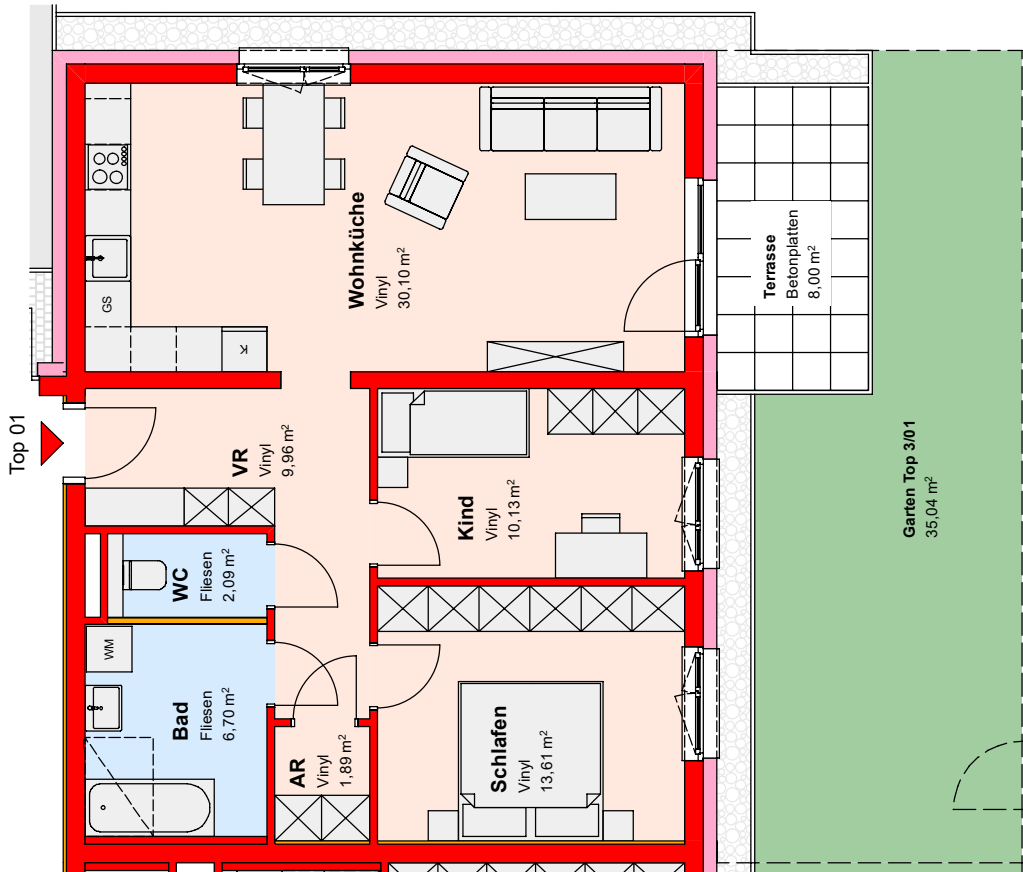 Top 01
GS
K
Wohnküche
Vinyl
30,10 m²
Terrasse
Betonplatten
8,00 m²
VR
Vinyl
9,96 m²
Kind
Vinyl
10,13 m²
Garten Top 3/01
35,04 m²
WC
Fliesen
2,09 m²
WM
Bad
Fliesen
6,70 m²
AR
Vinyl
1,89 m²
Schlafen
Vinyl
13,61 m²